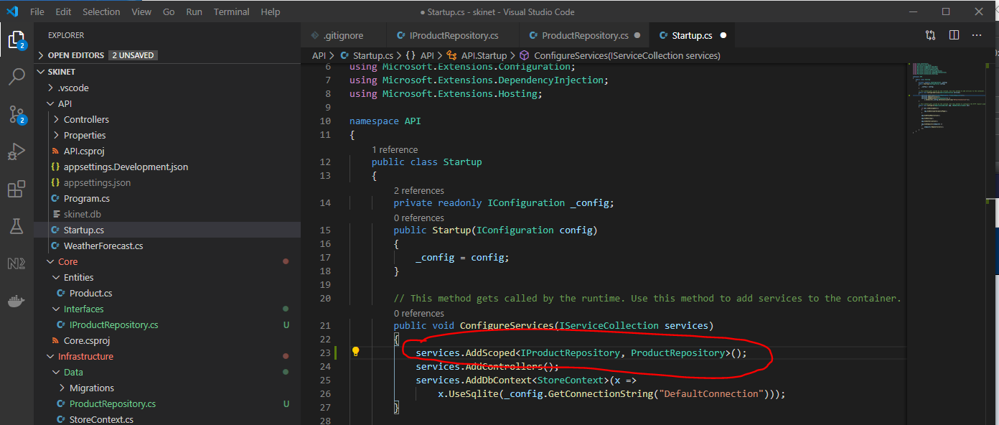 File Edit Selection View Go Run Terminal Help
● Startup.cs - skinet - Visual Studio Code
EXPLORER
OPEN EDITORS 2 UNSAVED
SKINET
.vscode
API
Controllers
Properties
API.csproj
{} appsettings.Development.json
{} appsettings.json
C# Program.cs
skinet.db
C# Startup.cs
C# WeatherForecast.cs
Core
Entities
C# Product.cs
Interfaces
C# IProductRepository.cs U
Core.csproj
Infrastructure
Data
Migrations
C# ProductRepository.cs U
C# StoreContext.cs
2
2
.gitignore
C# IProductRepository.cs
C# ProductRepository.cs ●
C# Startup.cs ●
API > C# Startup.cs > {} API > API.Startup > ConfigureServices(IServiceCollection services)
6 using Microsoft.Extensions.Configuration;
7 using Microsoft.Extensions.DependencyInjection;
8 using Microsoft.Extensions.Hosting;
9
10 namespace API
11 {
1 reference
12 public class Startup
13 {
2 references
14 private readonly IConfiguration _config;
0 references
15 public Startup(IConfiguration config)
16 {
17 _config = config;
18 }
19
20 // This method gets called by the runtime. Use this method to add services to the container.
0 references
21 public void ConfigureServices(IServiceCollection services)
22 {
23 services.AddScoped<IProductRepository, ProductRepository>();
24 services.AddControllers();
25 services.AddDbContext<StoreContext>(x =>
26 x.UseSqlite(_config.GetConnectionString("DefaultConnection")));
27 }
28